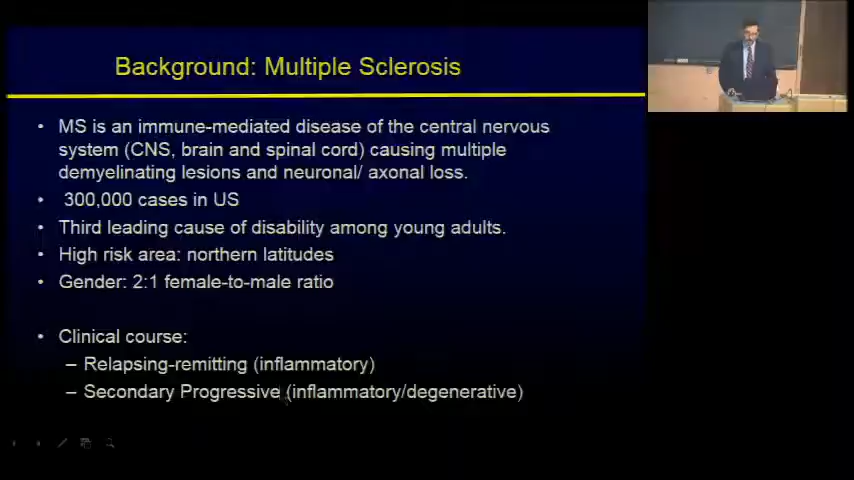 Background: Multiple Sclerosis
• MS is an immune-mediated disease of the central nervous
system (CNS, brain and spinal cord) causing multiple
demyelinating lesions and neuronal/ axonal loss.
• 300,000 cases in US
• Third leading cause of disability among young adults.
• High risk area: northern latitudes
• Gender: 2:1 female-to-male ratio
• Clinical course:
– Relapsing-remitting (inflammatory)
– Secondary Progressive (inflammatory/degenerative)